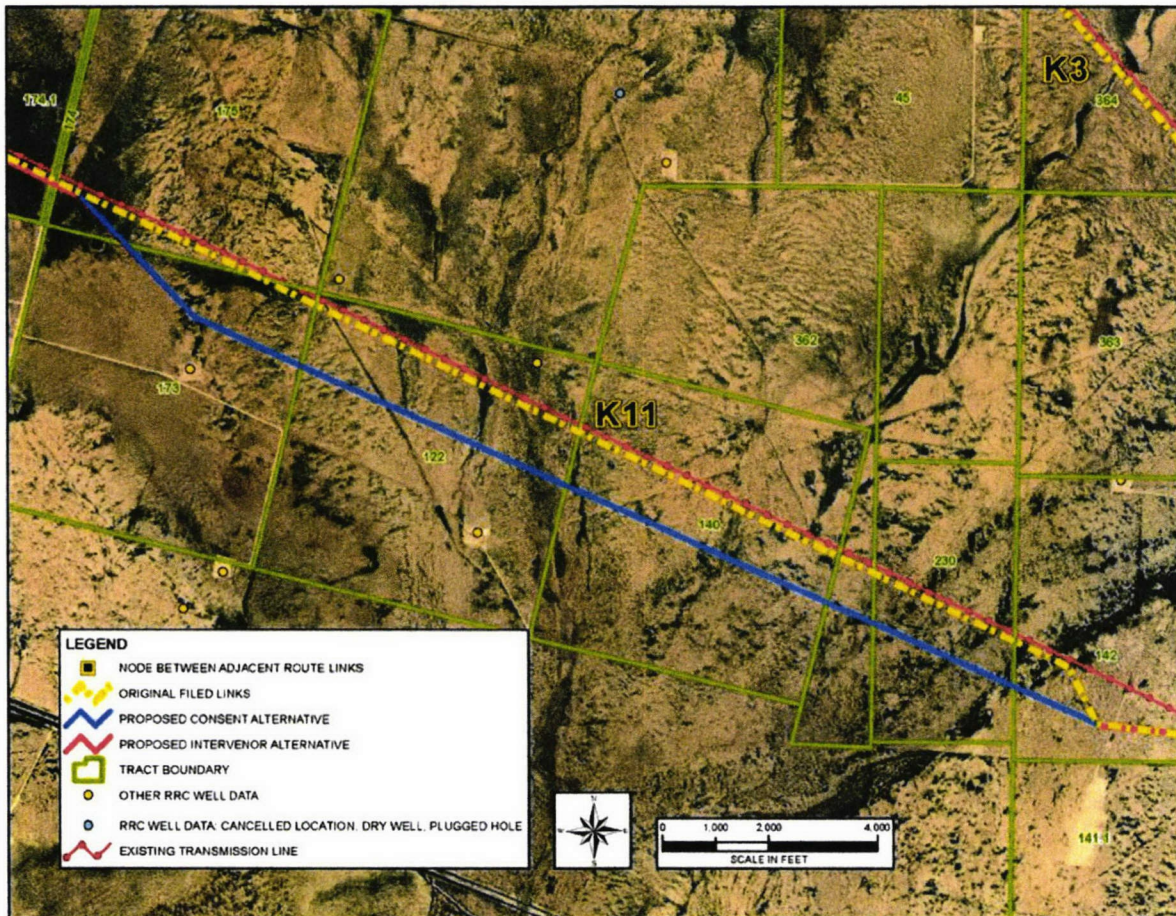 K3
174.1
174
175
45
364
362
363
173
K11
122
140
230
142
141.1
LEGEND
NODE BETWEEN ADJACENT ROUTE LINKS
ORIGINAL FILED LINKS
PROPOSED CONSENT ALTERNATIVE
PROPOSED INTERVENOR ALTERNATIVE
TRACT BOUNDARY
OTHER RRC WELL DATA
RRC WELL DATA: CANCELLED LOCATION, DRY WELL, PLUGGED HOLE
EXISTING TRANSMISSION LINE
N
W E
S
0 1,000 2,000 4,000
SCALE IN FEET